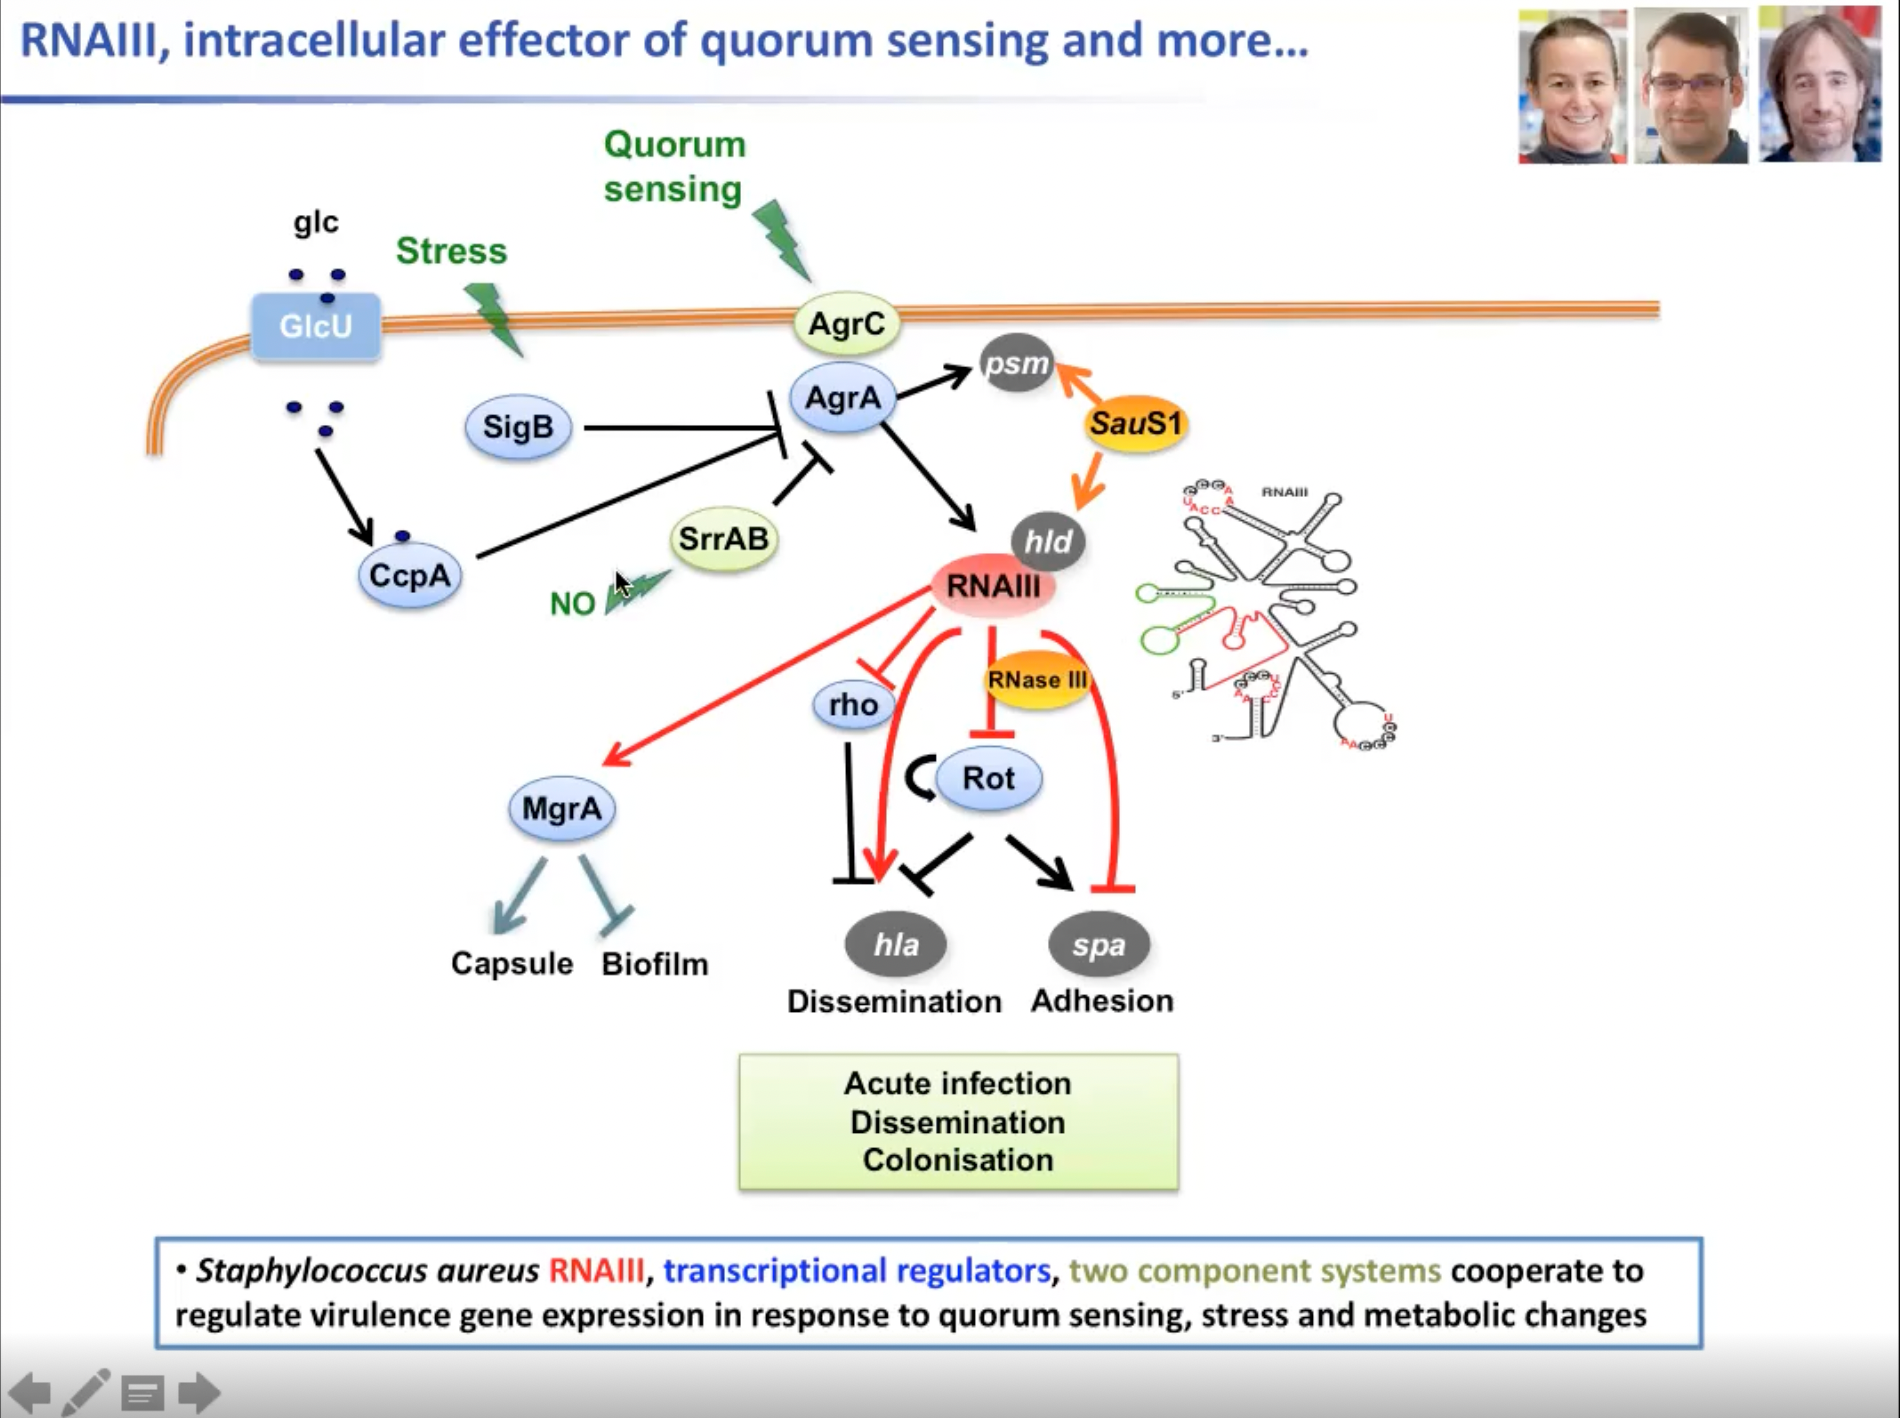 RNAIII, intracellular effector of quorum sensing and more...
Quorum
sensing
glc
Stress
GlcU
AgrC
psm
AgrA
SauS1
SigB
RNAIII
SrrAB
hld
CcpA
RNAIII
NO
RNase III
rho
5'
3'
Rot
MgrA
hla
spa
Capsule
Biofilm
Dissemination
Adhesion
Acute infection
Dissemination
Colonisation
• Staphylococcus aureus RNAIII, transcriptional regulators, two component systems cooperate to
regulate virulence gene expression in response to quorum sensing, stress and metabolic changes